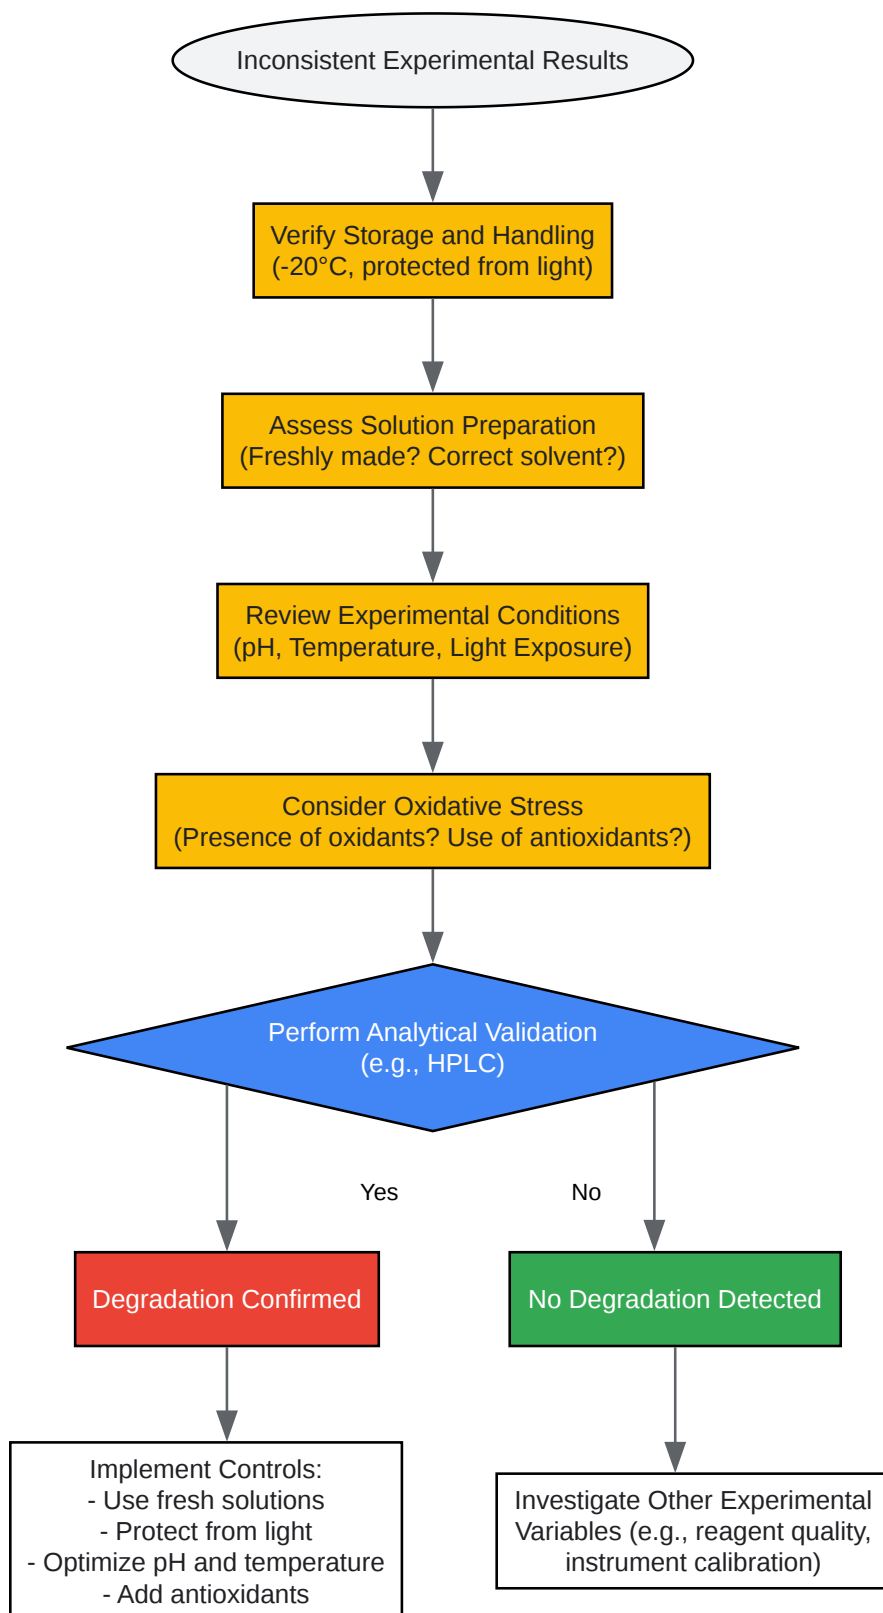 Inconsistent Experimental Results
Verify Storage and Handling
(-20°C, protected from light)
Assess Solution Preparation
(Freshly made? Correct solvent?)
Review Experimental Conditions
(pH, Temperature, Light Exposure)
Consider Oxidative Stress
(Presence of oxidants? Use of antioxidants?)
Perform Analytical Validation
(e.g., HPLC)
Yes
No
Degradation Confirmed
No Degradation Detected
Implement Controls:
- Use fresh solutions
- Protect from light
- Optimize pH and temperature
- Add antioxidants
Investigate Other Experimental
Variables (e.g., reagent quality,
instrument calibration)